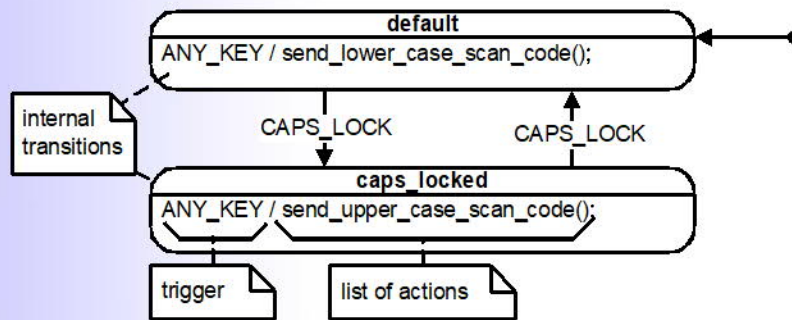 default
ANY_KEY / send_lower_case_scan_code();
internal
transitions
CAPS_LOCK
CAPS_LOCK
caps_locked
ANY_KEY / send_upper_case_scan_code();
trigger
list of actions